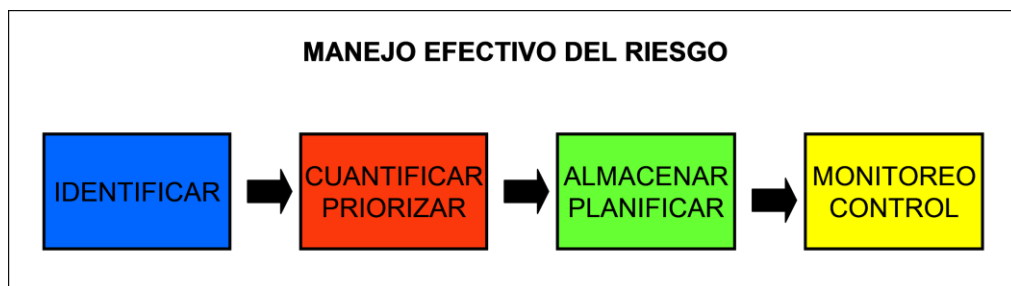 MANEJO EFECTIVO DEL RIESGO
IDENTIFICAR
CUANTIFICAR
PRIORIZAR
ALMACENAR
PLANIFICAR
MONITOREO
CONTROL